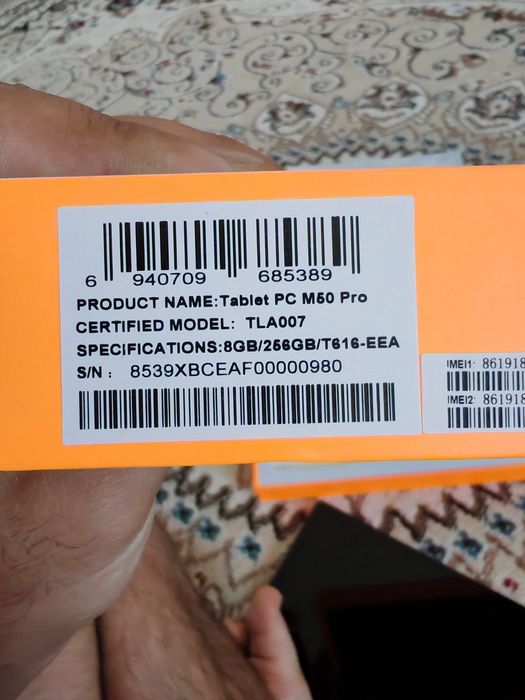 6 940709 685389
PRODUCT NAME:Tablet PC M50 Pro
CERTIFIED MODEL: TLA007
SPECIFICATIONS:8GB/256GB/T616-EEA
S/N : 8539XBCEAF00000980
IMEI1: 861918
IMEI2: 861918